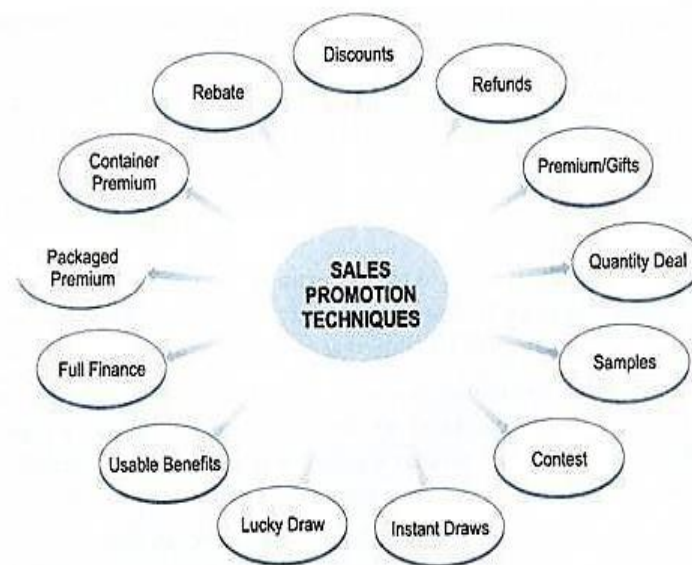 Discounts
Rebate
Refunds
Container
Premium
Premium/Gifts
Packaged
Premium
SALES
PROMOTION
TECHNIQUES
Quantity Deal
Full Finance
Samples
Usable Benefits
Contest
Lucky Draw
Instant Draws